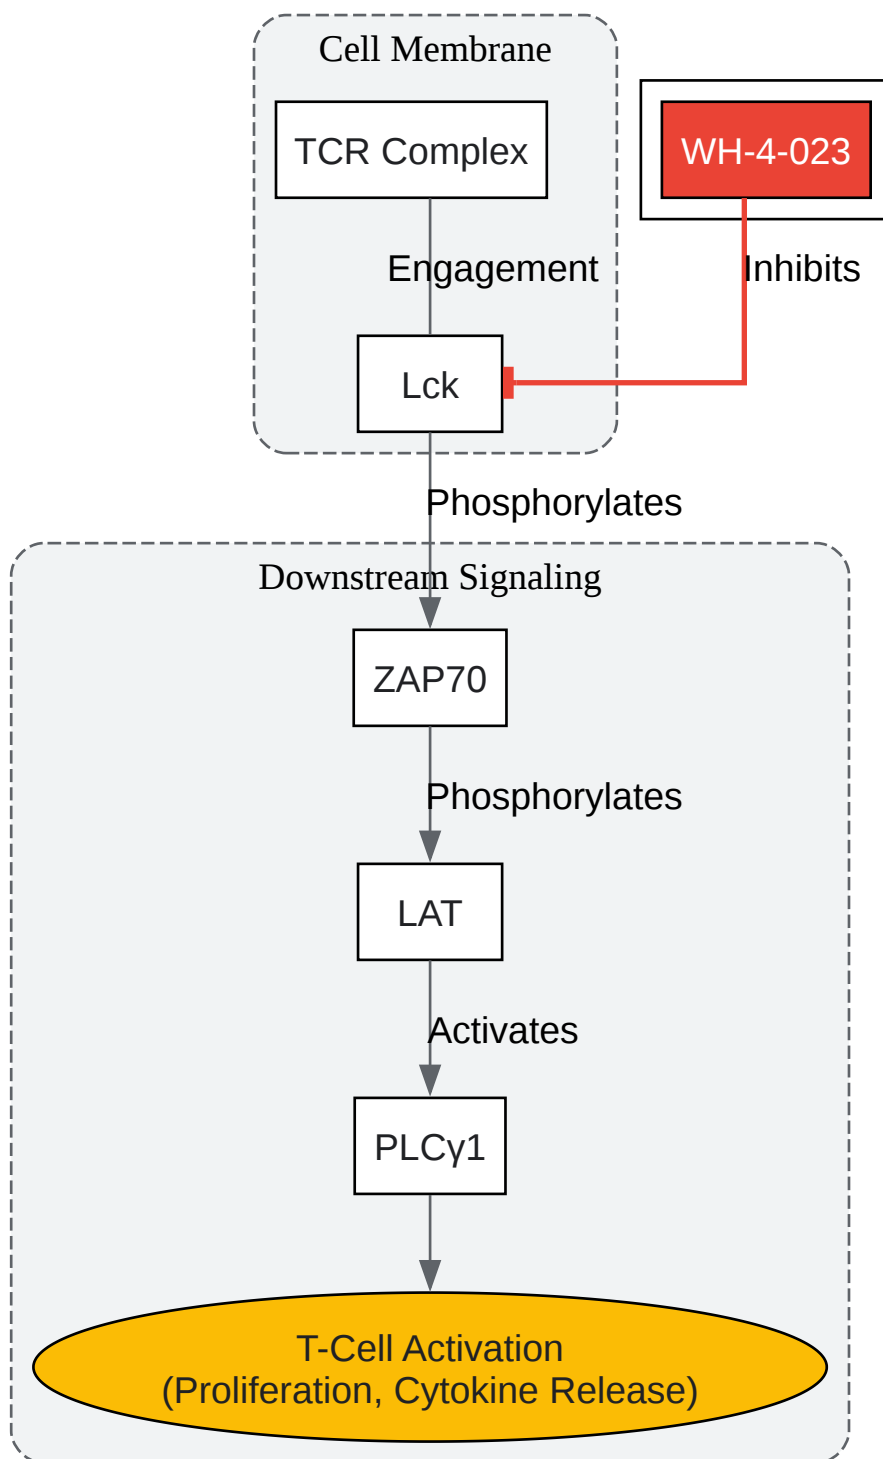 Cell Membrane
TCR Complex
WH-4-023
Engagement
Inhibits
Lck
Phosphorylates
Downstream Signaling
ZAP70
Phosphorylates
LAT
Activates
PLCγ1
T-Cell Activation
(Proliferation, Cytokine Release)